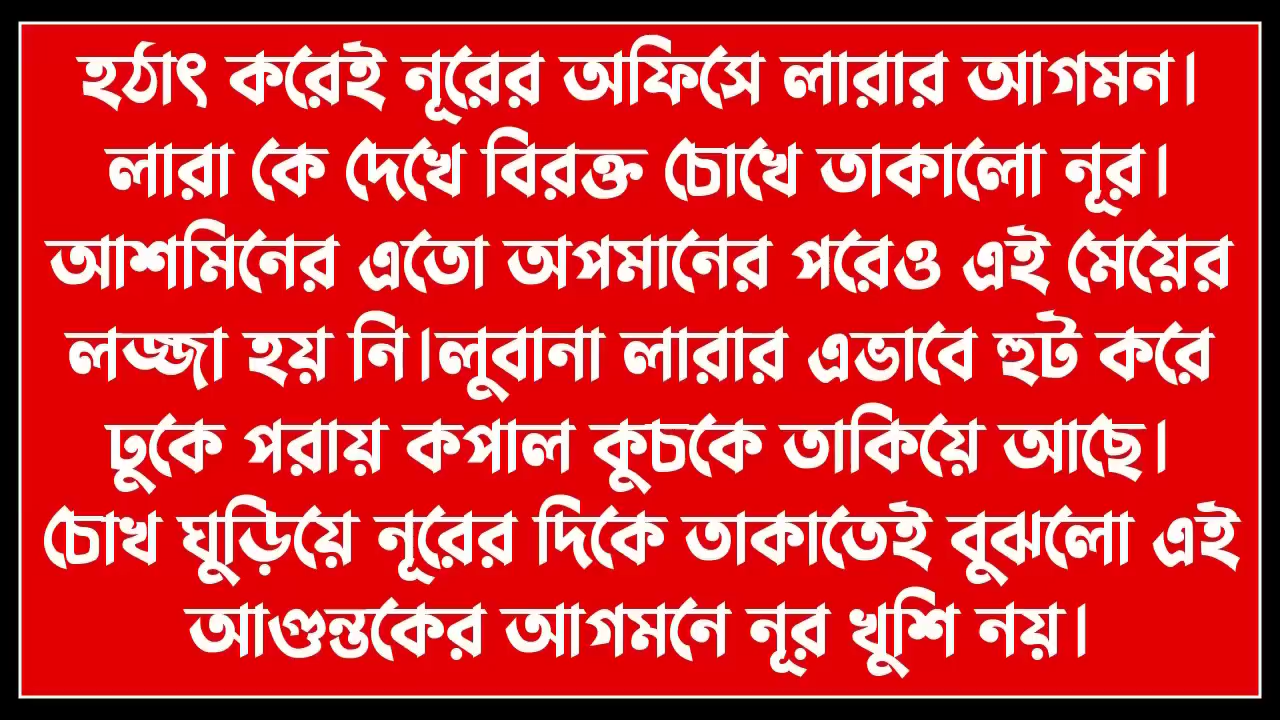 হঠাৎ করেই নূরের অফিসে লারার আগমন।
লারা কে দেখে বিরক্ত চোখে তাকালো নূর।
আশমিনের এতো অপমানের পরেও এই মেয়ের
লজ্জা হয় নি।লুবানা লারার এভাবে হুট করে
ঢুকে পরায় কপাল কুচকে তাকিয়ে আছে।
চোখ ঘুড়িয়ে নূরের দিকে তাকাতেই বুঝলো এই
আগুন্তকের আগমনে নূর খুশি নয়।